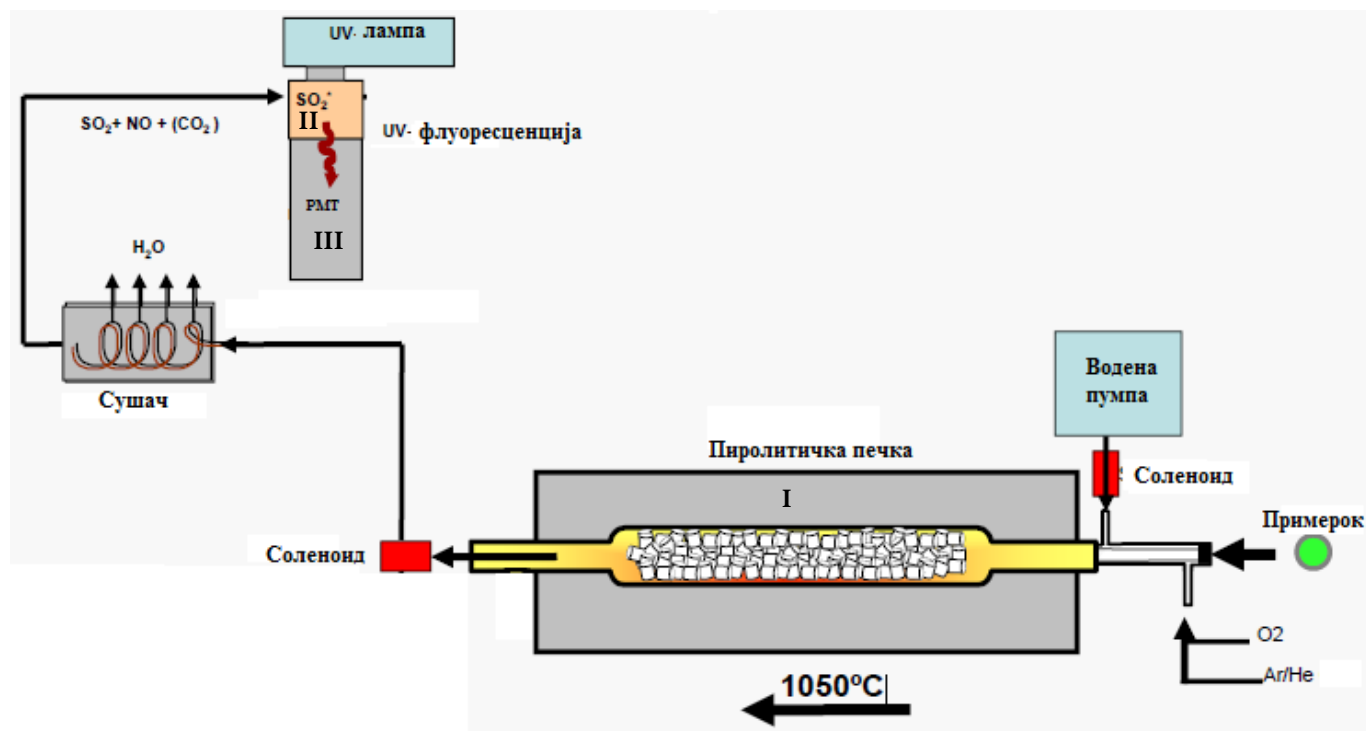 UV- лампа
SO₂*
II
SO₂+ NO + (CO₂ )
UV- флуоресценција
PMT
III
H₂O
Сушач
Водена
пумпа
Пиролитичка печка
I
Соленоид
Примерок
Соленоид
O2
Ar/He
1050ºC